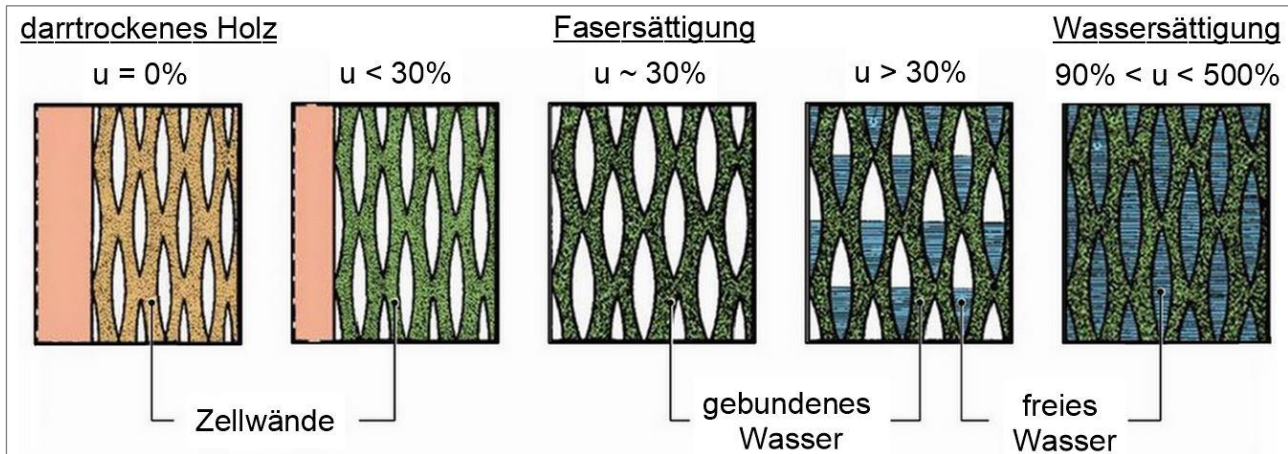 darrtrockenes Holz
Fasersättigung
Wassersättigung
u = 0%
u < 30%
u ~ 30%
u > 30%
90% < u < 500%
Zellwände
gebundenes
Wasser
freies
Wasser